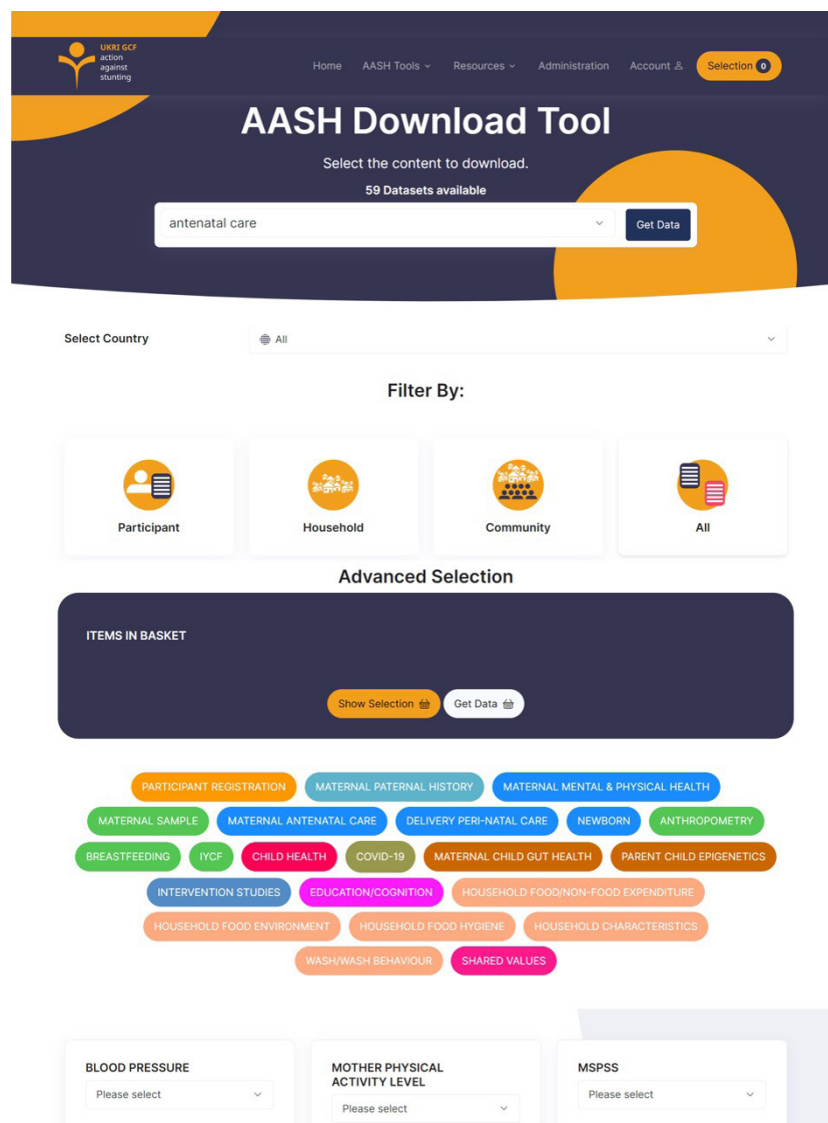 UKRI GCF
action
against
stunting
Home AASH Tools Resources Administration Account Selection 0
AASH Download Tool
Select the content to download.
59 Datasets available
antenatal care Get Data
Select Country All
Filter By:
Participant Household Community All
Advanced Selection
ITEMS IN BASKET
Show Selection Get Data
PARTICIPANT REGISTRATION MATERNAL PATERNAL HISTORY MATERNAL MENTAL & PHYSICAL HEALTH
MATERNAL SAMPLE MATERNAL ANTENATAL CARE DELIVERY PERI-NATAL CARE NEWBORN ANTHROPOMETRY
BREASTFEEDING IYCF CHILD HEALTH COVID-19 MATERNAL CHILD GUT HEALTH PARENT CHILD EPIGENETICS
INTERVENTION STUDIES EDUCATION/COGNITION HOUSEHOLD FOOD/NON-FOOD EXPENDITURE
HOUSEHOLD FOOD ENVIRONMENT HOUSEHOLD FOOD HYGIENE HOUSEHOLD CHARACTERISTICS
WASH/WASH BEHAVIOUR SHARED VALUES
BLOOD PRESSURE
Please select
MOTHER PHYSICAL
ACTIVITY LEVEL
Please select
MSPSS
Please select